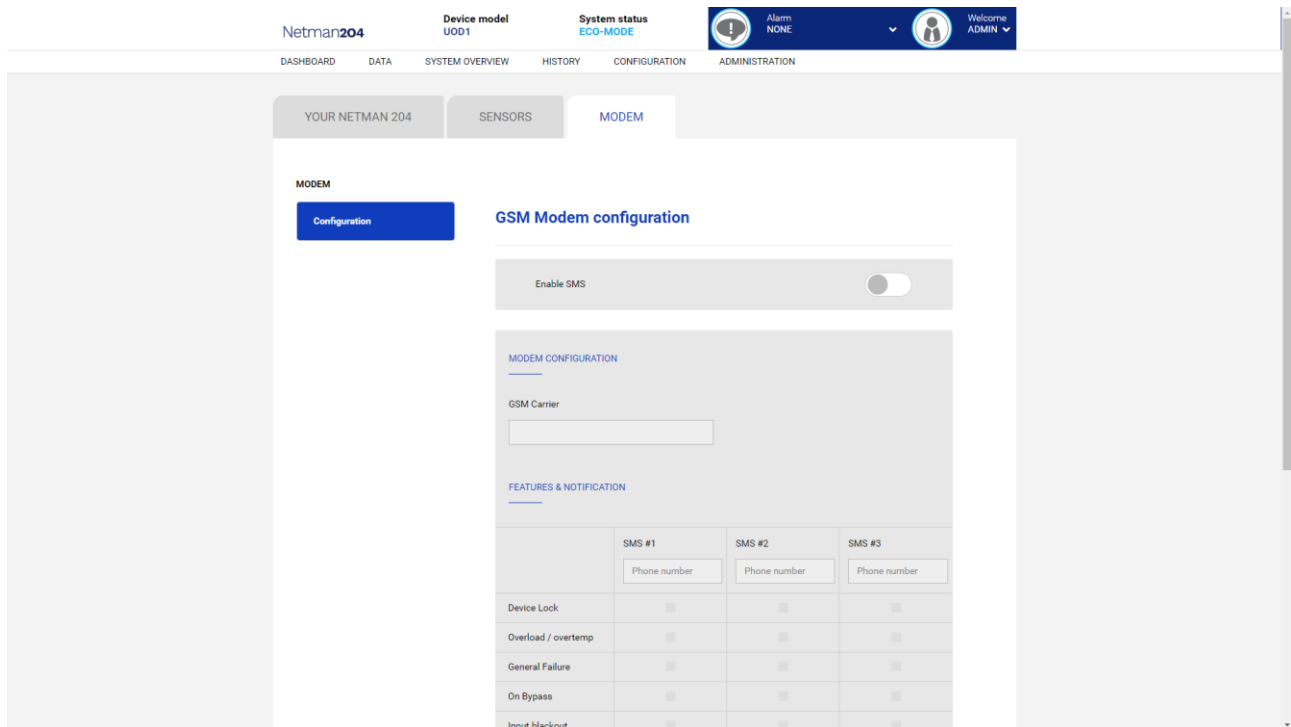 Netman204
Device model
UOD1
System status
ECO-MODE
Alarm
NONE
Welcome
ADMIN
DASHBOARD DATA SYSTEM OVERVIEW HISTORY CONFIGURATION ADMINISTRATION
YOUR NETMAN 204 SENSORS MODEM
MODEM
Configuration
GSM Modem configuration
Enable SMS
MODEM CONFIGURATION
GSM Carrier
FEATURES & NOTIFICATION
SMS #1 SMS #2 SMS #3
Phone number Phone number Phone number
Device Lock
Overload / overtemp
General Failure
On Bypass
Input blackout